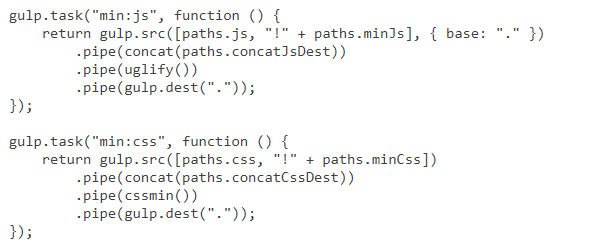 gulp.task("min:js", function () {
    return gulp.src([paths.js, "!" + paths.minJs], { base: "." })
        .pipe(concat(paths.concatJsDest))
        .pipe(uglify())
        .pipe(gulp.dest("."));
});

gulp.task("min:css", function () {
    return gulp.src([paths.css, "!" + paths.minCss])
        .pipe(concat(paths.concatCssDest))
        .pipe(cssmin())
        .pipe(gulp.dest("."));
});